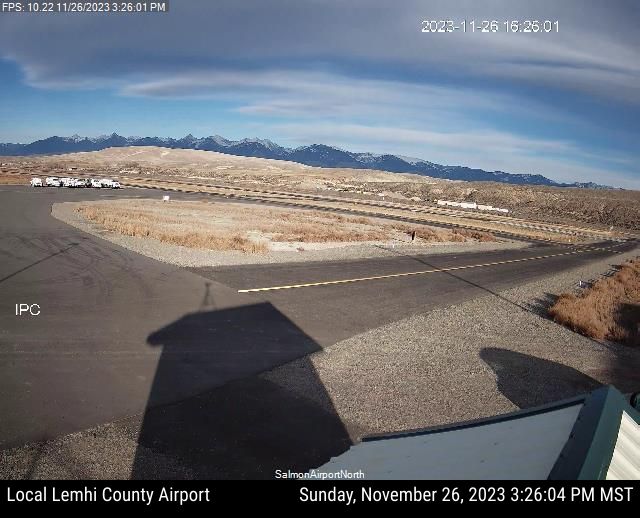 FPS: 10.22 11/26/2023 3:26:01 PM
2023-11-26 15:26:01
IPC
SalmonAirportNorth
Local Lemhi County Airport
Sunday, November 26, 2023 3:26:04 PM MST